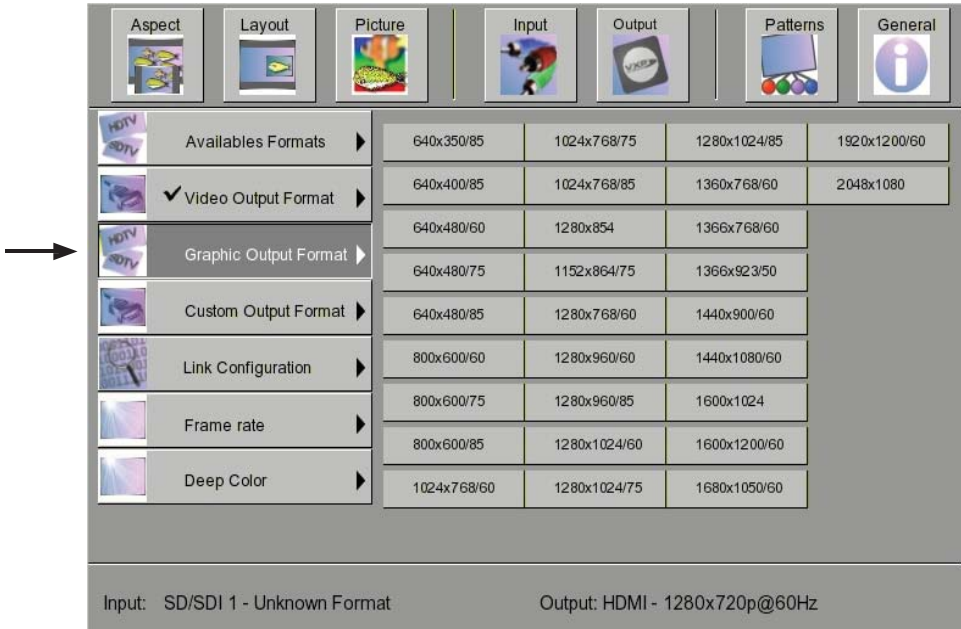 Aspect
Layout
Picture
Input
Output
Patterns
General
VXP
HDTV
SDTV
Availables Formats
✔ Video Output Format
HDTV
SDTV
Graphic Output Format
Custom Output Format
Link Configuration
Frame rate
Deep Color
640x350/85 1024x768/75 1280x1024/85 1920x1200/60
640x400/85 1024x768/85 1360x768/60 2048x1080
640x480/60 1280x854 1366x768/60
640x480/75 1152x864/75 1366x923/50
640x480/85 1280x768/60 1440x900/60
800x600/60 1280x960/60 1440x1080/60
800x600/75 1280x960/85 1600x1024
800x600/85 1280x1024/60 1600x1200/60
1024x768/60 1280x1024/75 1680x1050/60
Input: SD/SDI 1 - Unknown Format
Output: HDMI - 1280x720p@60Hz